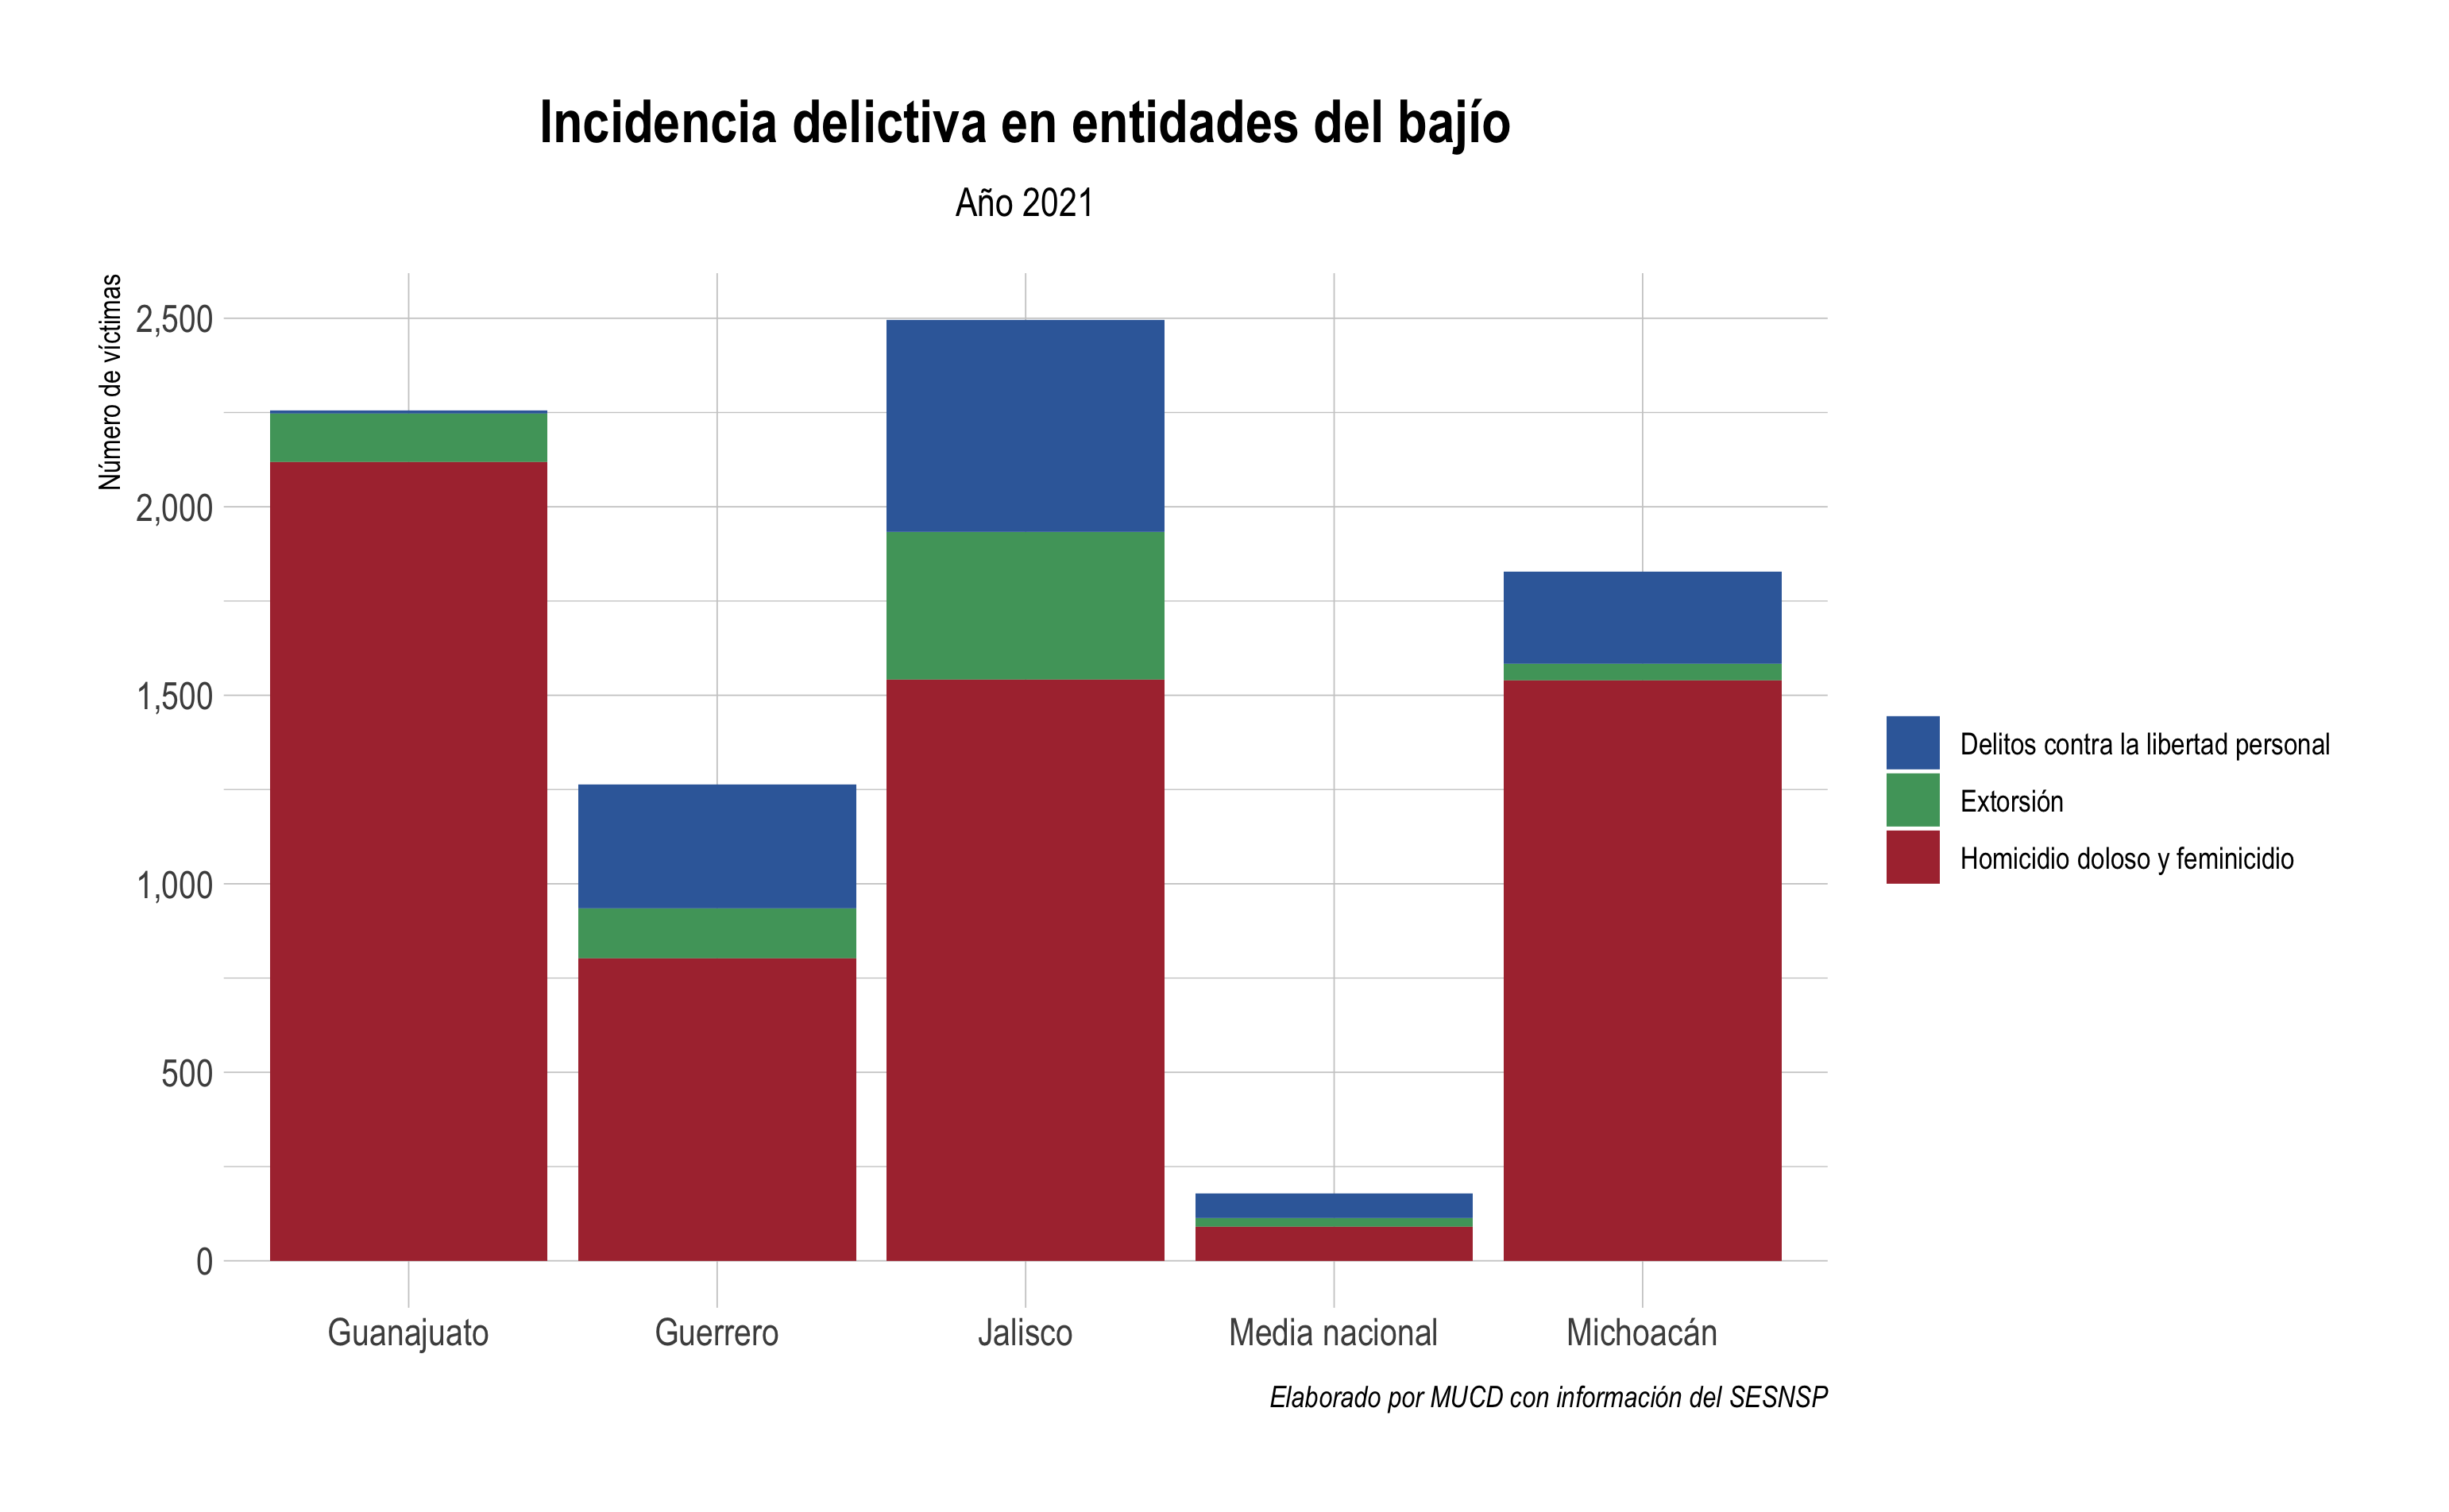 Incidencia delictiva en entidades del bajío
Año 2021
Número de víctimas
2,500
2,000
1,500
1,000
500
0
Guanajuato
Guerrero
Jalisco
Media nacional
Michoacán
Delitos contra la libertad personal
Extorsión
Homicidio doloso y feminicidio
Elaborado por MUCD con información del SESNSP